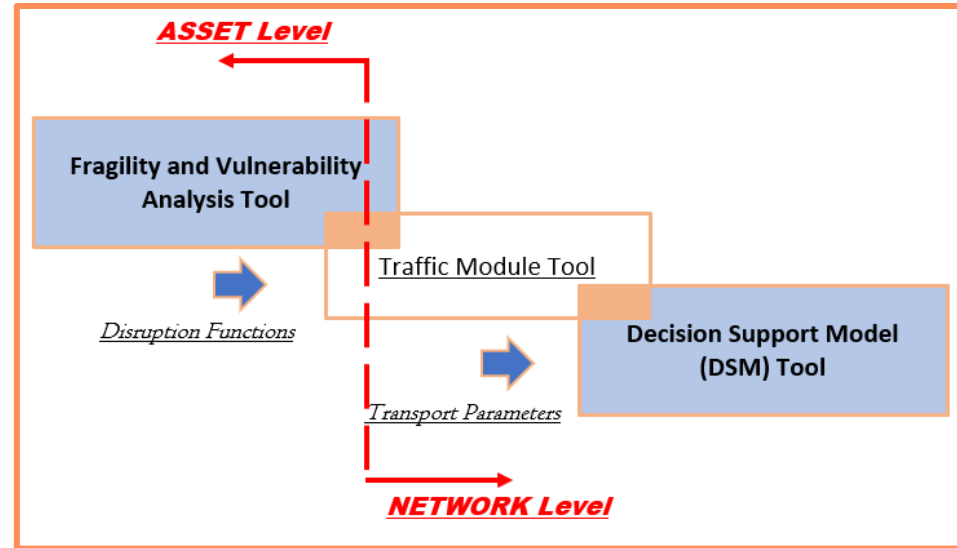 ASSET Level
Fragility and Vulnerability
Analysis Tool
Traffic Module Tool
Disruption Functions
Decision Support Model
(DSM) Tool
Transport Parameters
NETWORK Level